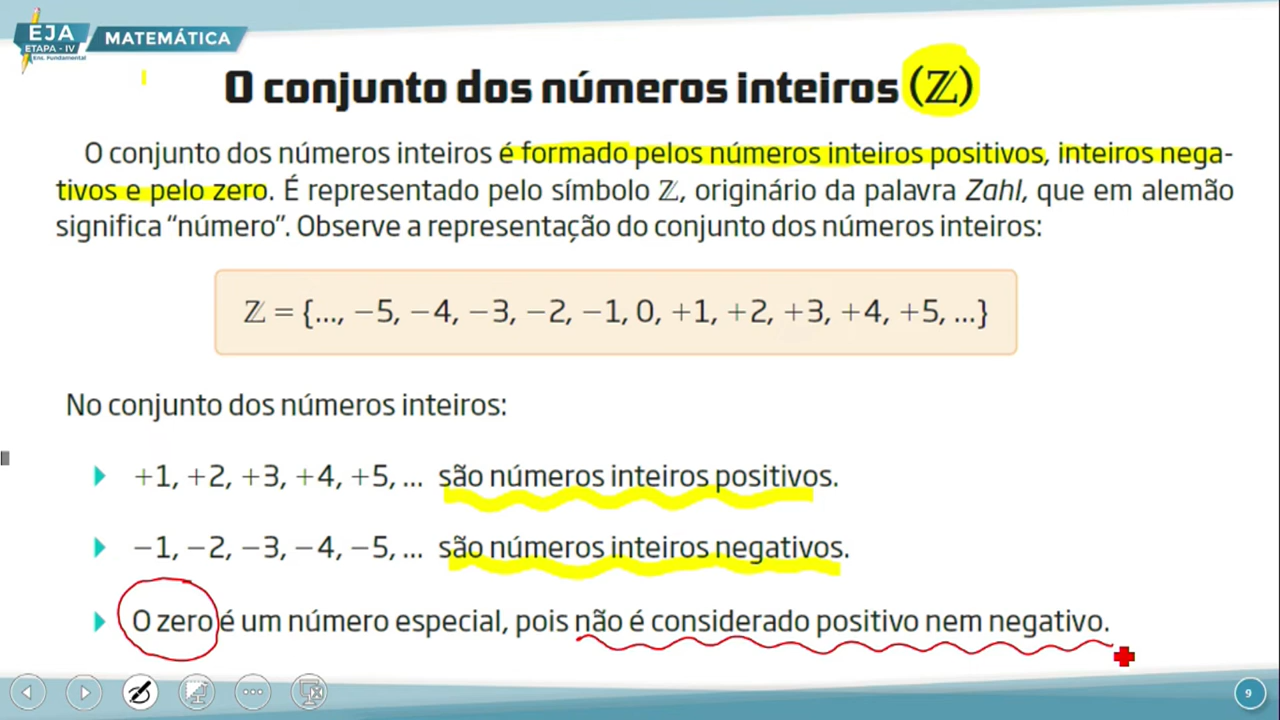 EJA
ETAPA - IV
Ens. Fundamental
MATEMÁTICA
O conjunto dos números inteiros (ℤ)
O conjunto dos números inteiros é formado pelos números inteiros positivos, inteiros nega-
tivos e pelo zero. É representado pelo símbolo ℤ, originário da palavra Zahl, que em alemão
significa “número”. Observe a representação do conjunto dos números inteiros:
ℤ = {..., −5, −4, −3, −2, −1, 0, +1, +2, +3, +4, +5, ...}
No conjunto dos números inteiros:
+1, +2, +3, +4, +5, ... são números inteiros positivos.
−1, −2, −3, −4, −5, ... são números inteiros negativos.
O zero é um número especial, pois não é considerado positivo nem negativo.
9